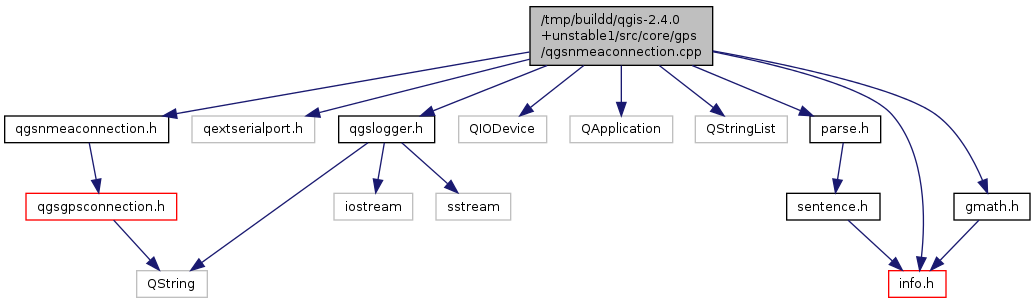 /tmp/buildd/qgis-2.4.0
+unstable1/src/core/gps
/qgsnmeaconnection.cpp
qgsnmeaconnection.h
qextserialport.h
qgslogger.h
QIODevice
QApplication
QStringList
parse.h
qgsgpsconnection.h
iostream
sstream
sentence.h
gmath.h
QString
info.h